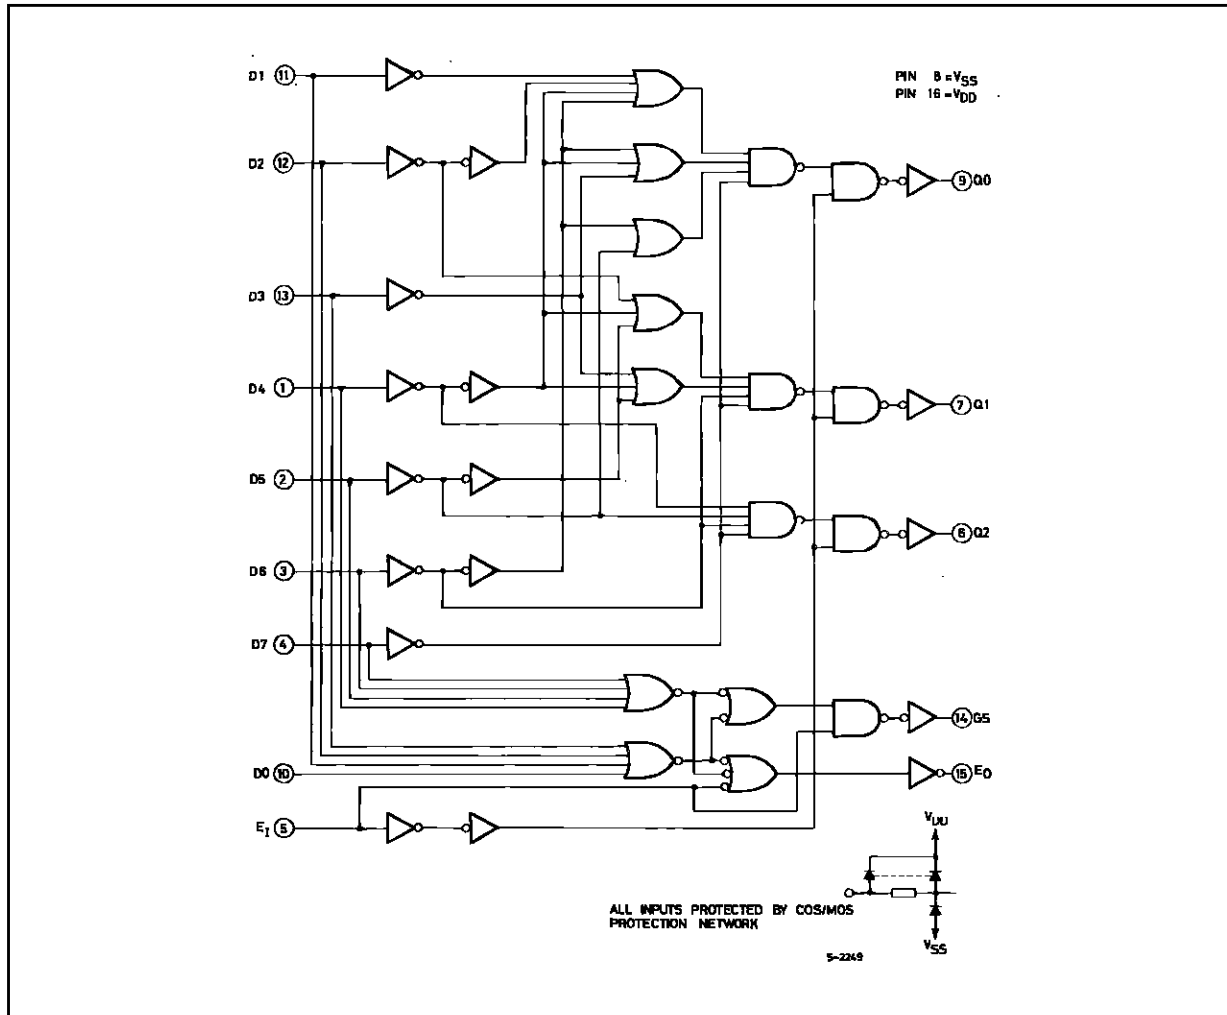 D1 11
PIN 8 = VSS
PIN 16 = VDD
D2 12
9 Q0
D3 13
D4 1
7 Q1
D5 2
6 Q2
D6 3
D7 4
14 GS
D0 10
15 EO
EI 5
VDD
ALL INPUTS PROTECTED BY COS/MOS
PROTECTION NETWORK
VSS
5-2249